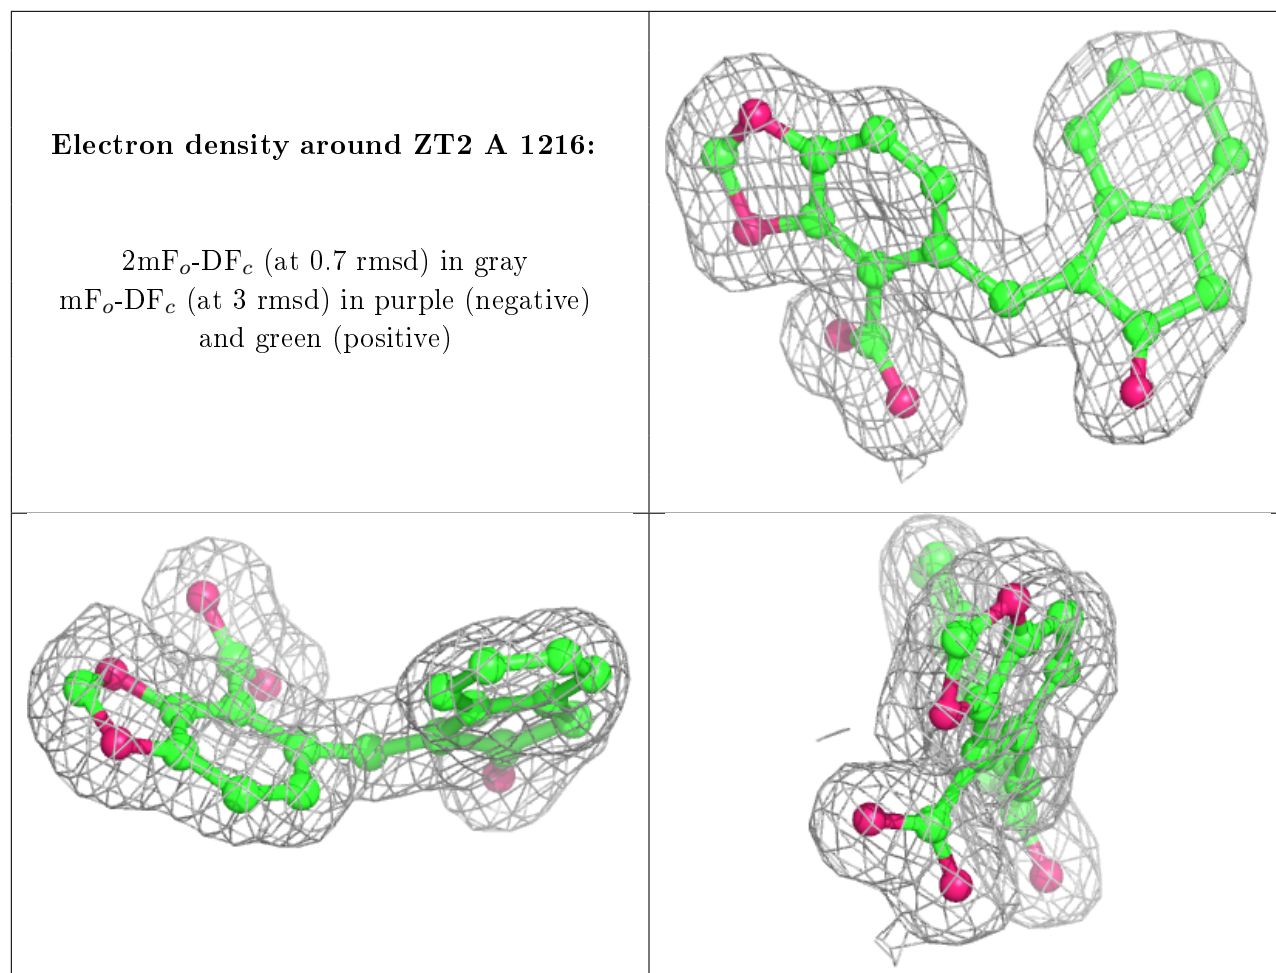 Electron density around ZT2 A 1216:
2mFo-DFc (at 0.7 rmsd) in gray
mFo-DFc (at 3 rmsd) in purple (negative)
and green (positive)